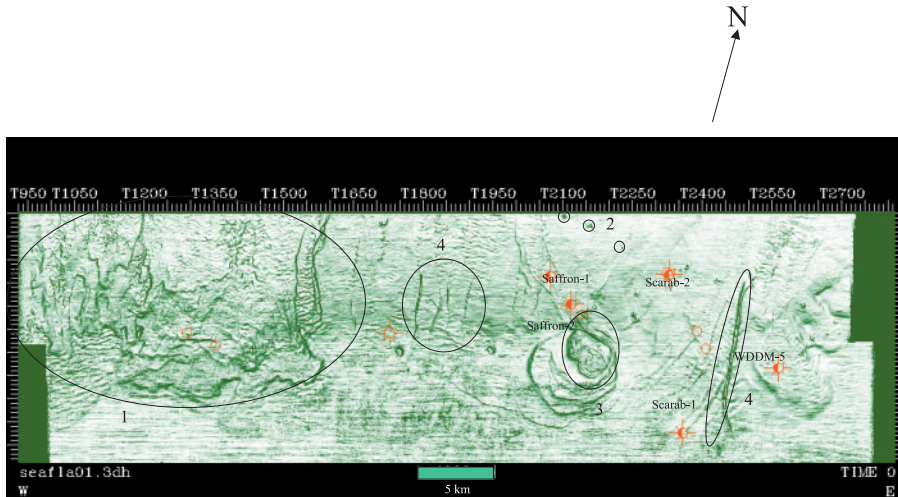 N
T950 T1050 T1200 T1350 T1500 T1650 T1800 T1950 T2100 T2250 T2400 T2550 T2700
2
4
Saffron-1
Scarab-2
Saffron-2
WDDM-5
Scarab-1
4
3
1
seafla01.3dh
TIME 0
5 km
W
E